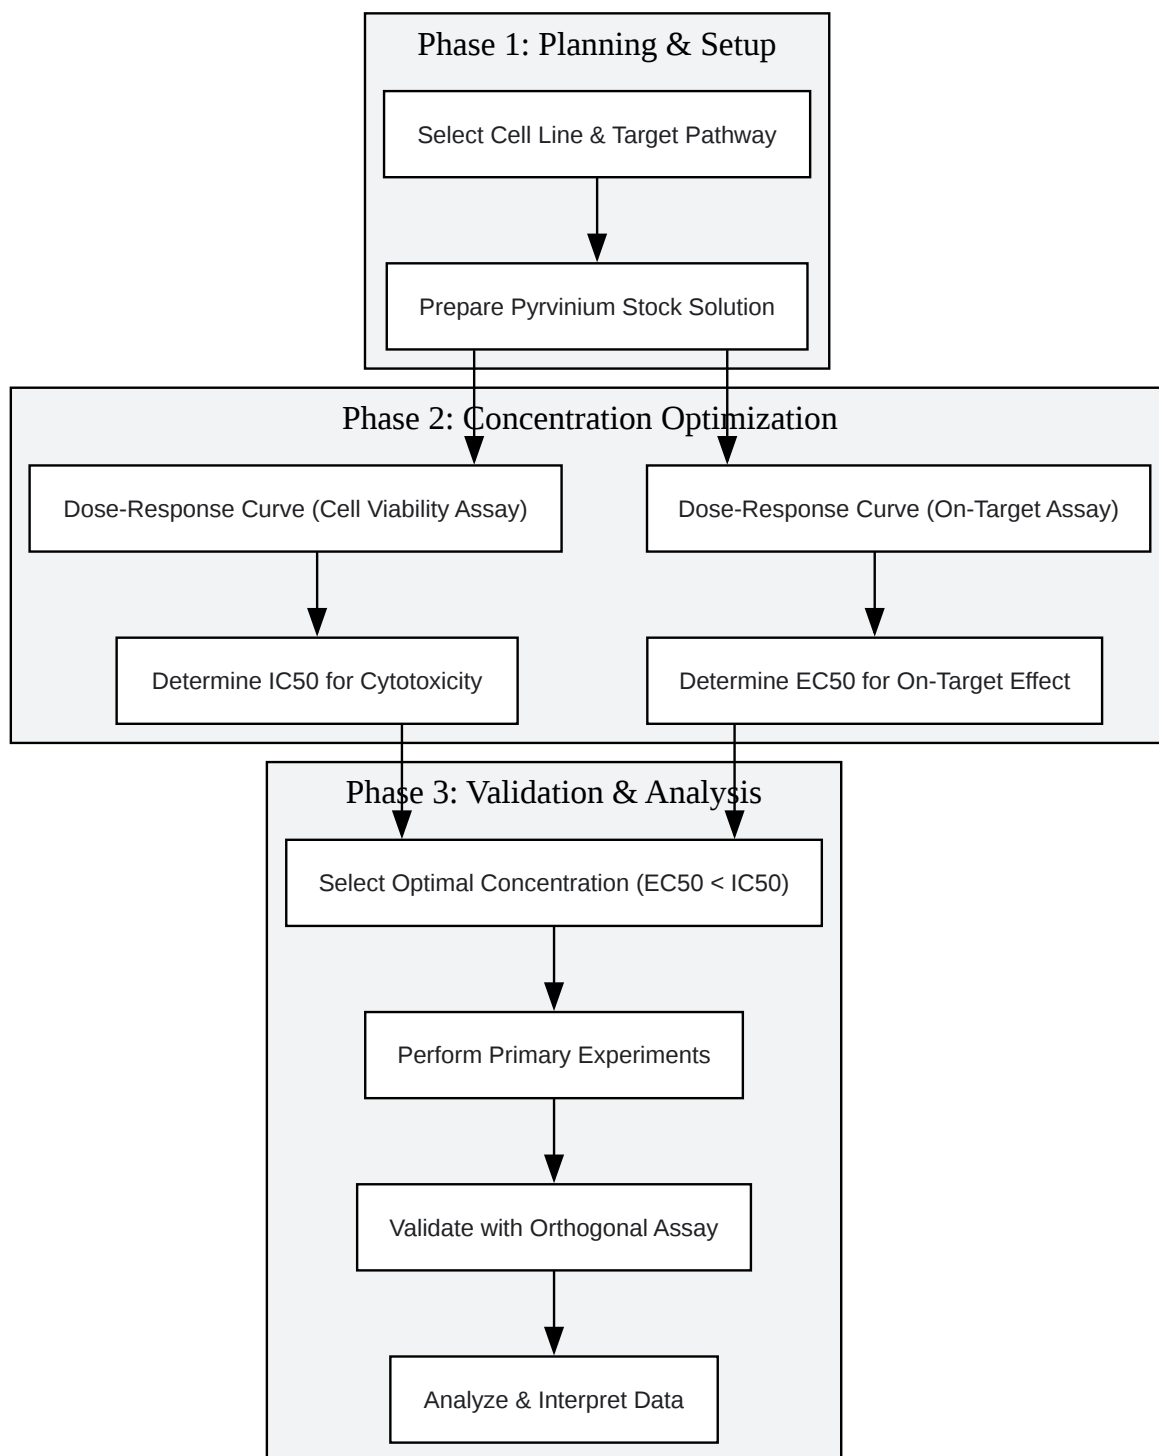 Phase 1: Planning & Setup
Select Cell Line & Target Pathway
Prepare Pyrvinium Stock Solution
Phase 2: Concentration Optimization
Dose-Response Curve (Cell Viability Assay)
Dose-Response Curve (On-Target Assay)
Determine IC50 for Cytotoxicity
Determine EC50 for On-Target Effect
Phase 3: Validation & Analysis
Select Optimal Concentration (EC50 < IC50)
Perform Primary Experiments
Validate with Orthogonal Assay
Analyze & Interpret Data